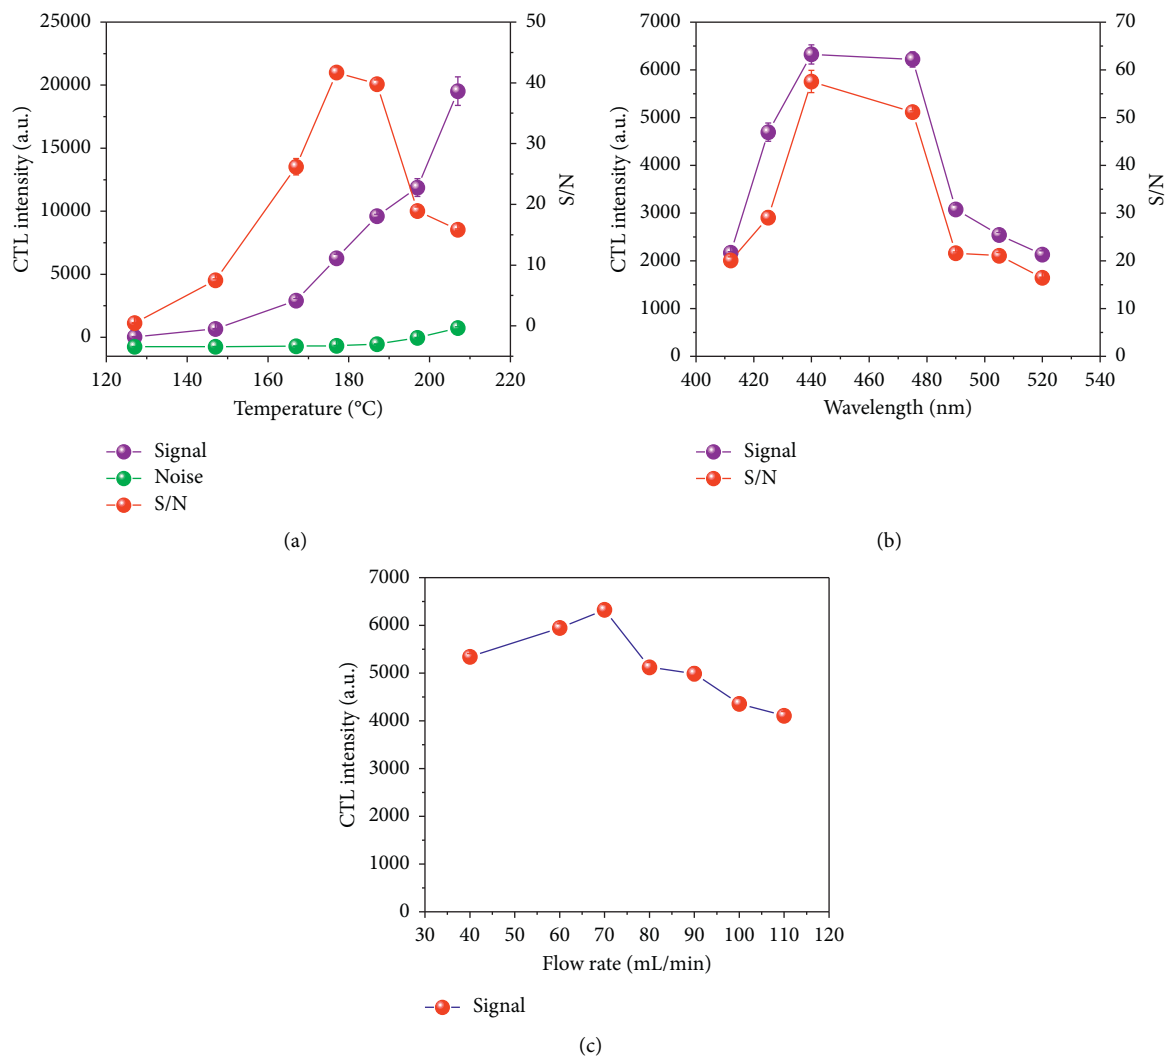 25000
20000
15000
10000
5000
0
CTL intensity (a.u.)
50
40
30
20
10
0
S/N
120 140 160 180 200 220
Temperature (°C)
Signal
Noise
S/N
(a)
7000
6000
5000
4000
3000
2000
1000
0
CTL intensity (a.u.)
70
60
50
40
30
20
10
0
S/N
400 420 440 460 480 500 520 540
Wavelength (nm)
Signal
S/N
(b)
7000
6000
5000
4000
3000
2000
1000
0
CTL intensity (a.u.)
30 40 50 60 70 80 90 100 110 120
Flow rate (mL/min)
Signal
(c)